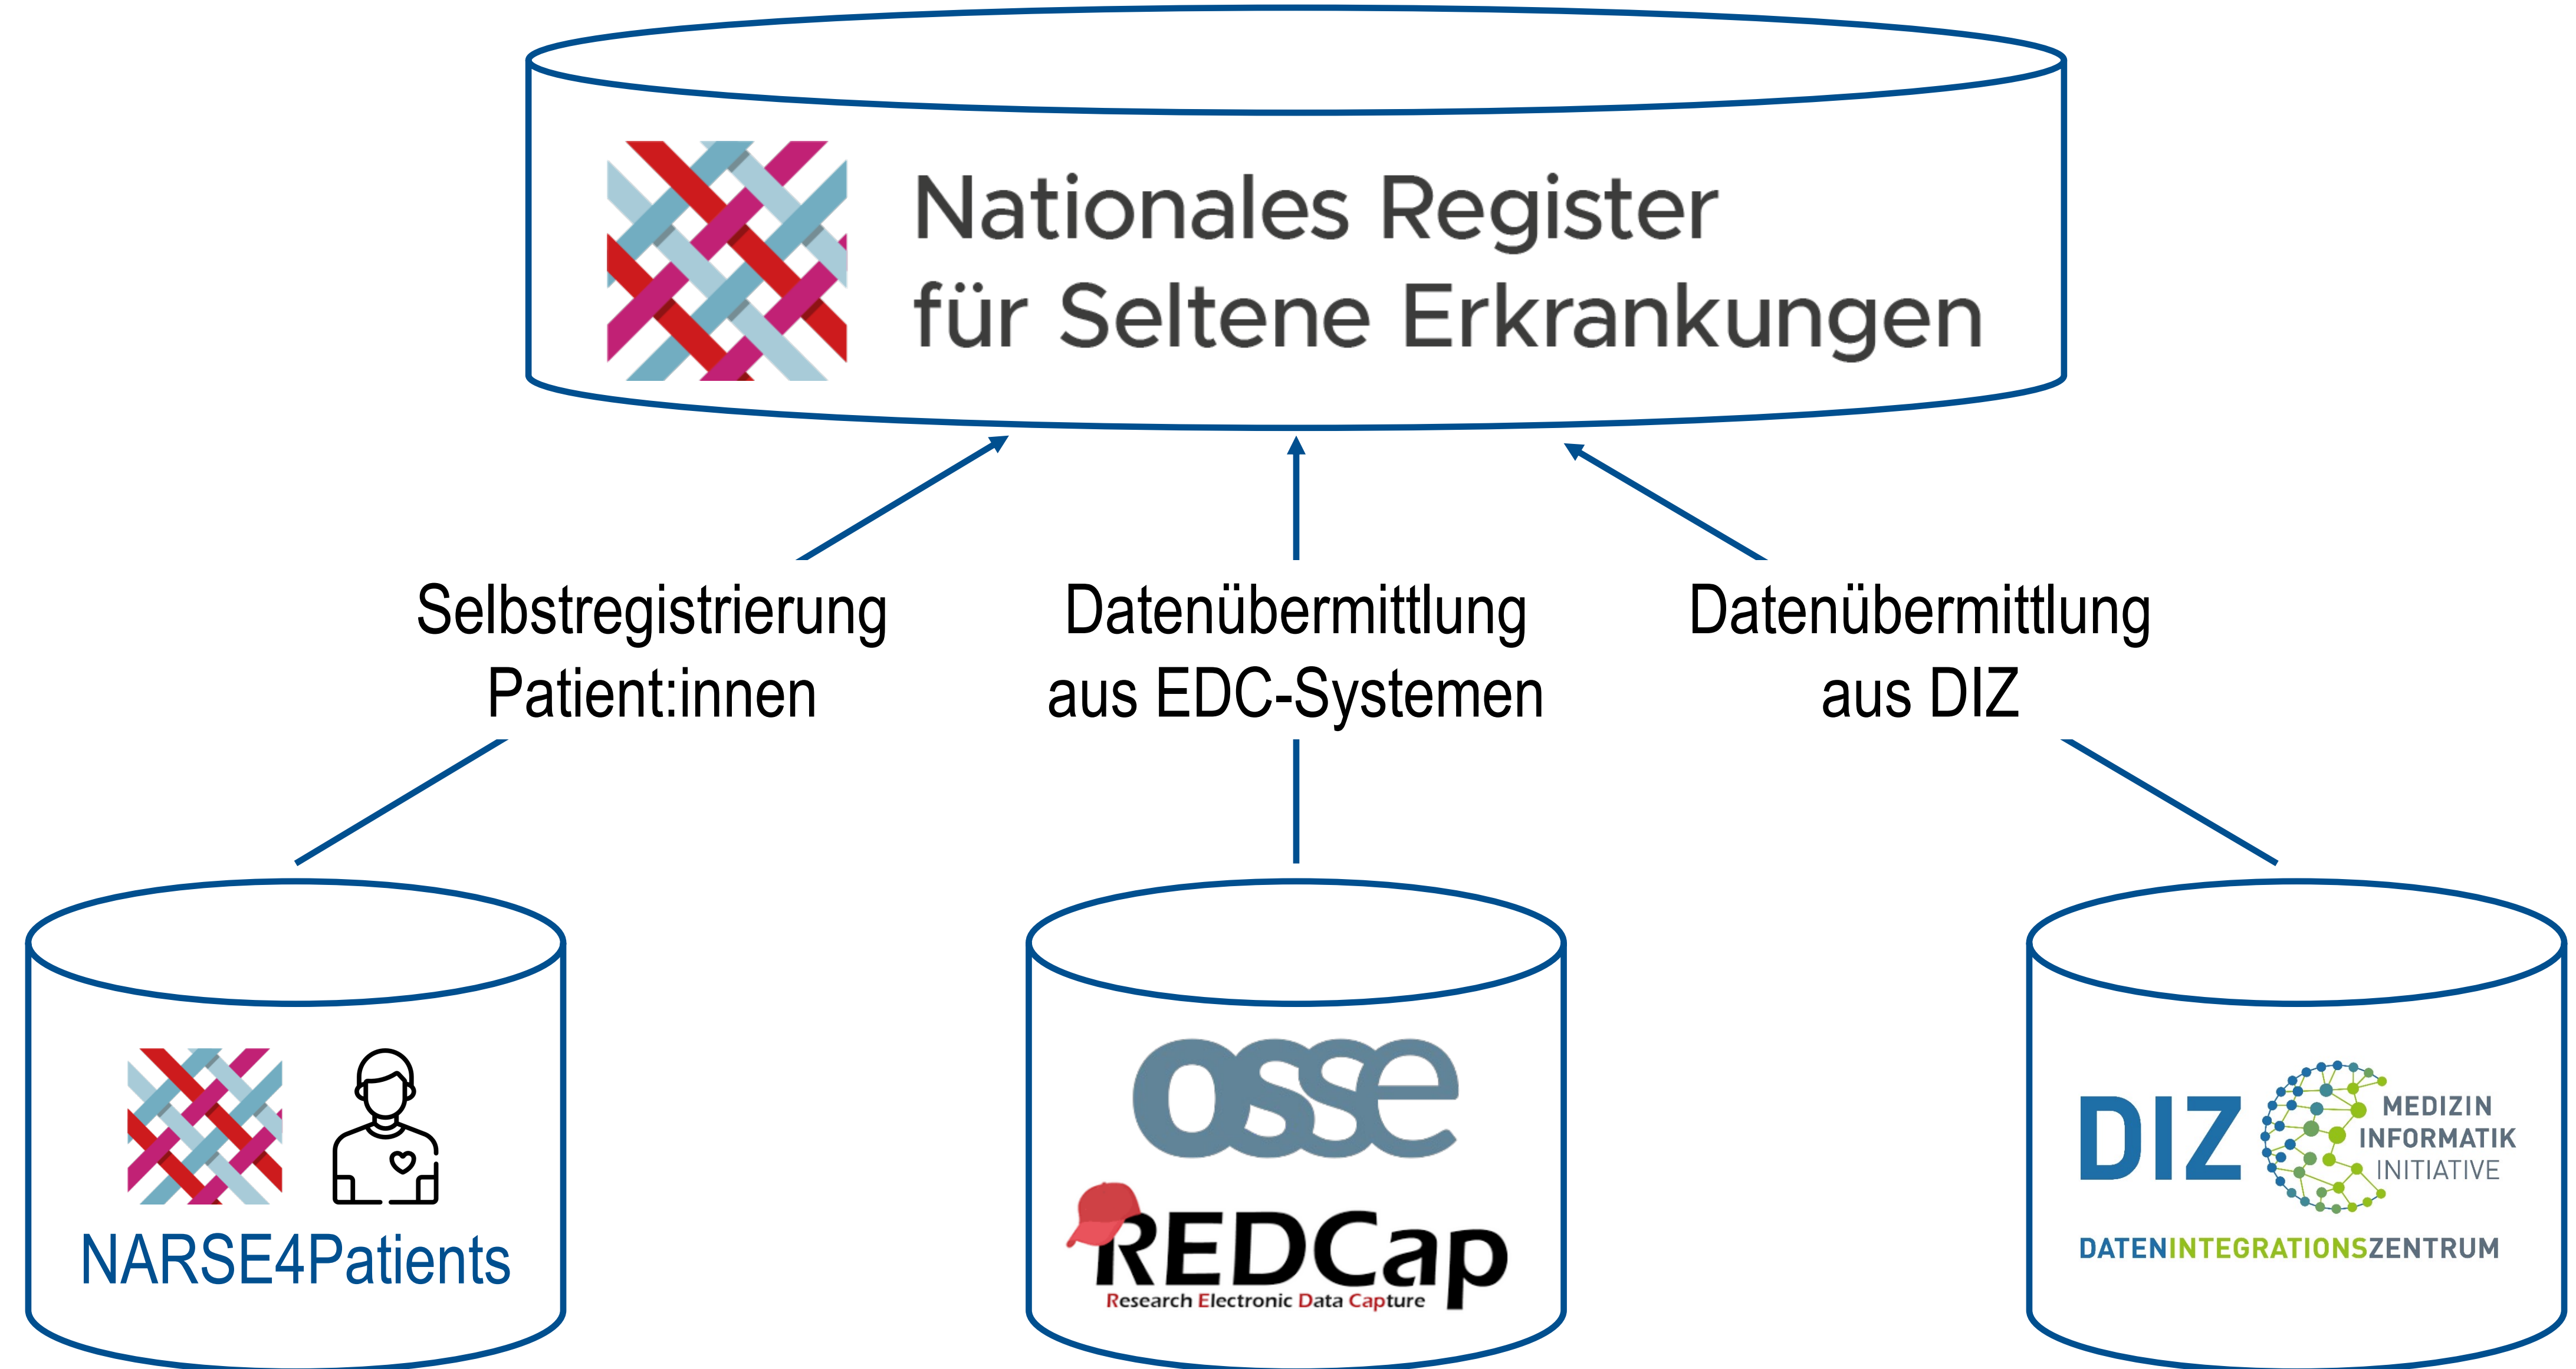 Nationales Register
für Seltene Erkrankungen
Selbstregistrierung
Patient:innen
Datenübermittlung
aus EDC-Systemen
Datenübermittlung
aus DIZ
NARSE4Patients
osse
REDCap
Research Electronic Data Capture
DIZ
MEDIZIN
INFORMATIK
INITIATIVE
DATENINTEGRATIONSZENTRUM